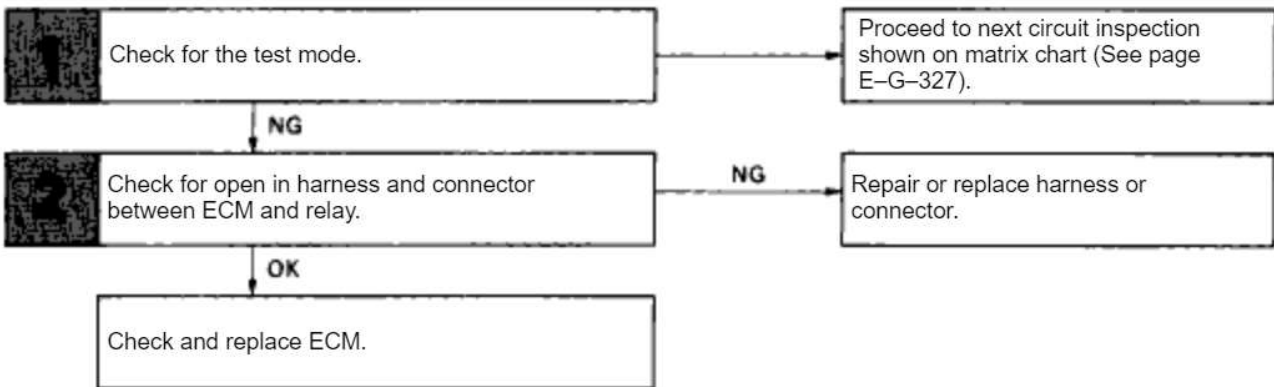 1
Check for the test mode.
Proceed to next circuit inspection
shown on matrix chart (See page
E–G–327).
NG
2
Check for open in harness and connector
between ECM and relay.
NG
Repair or replace harness or
connector.
OK
Check and replace ECM.